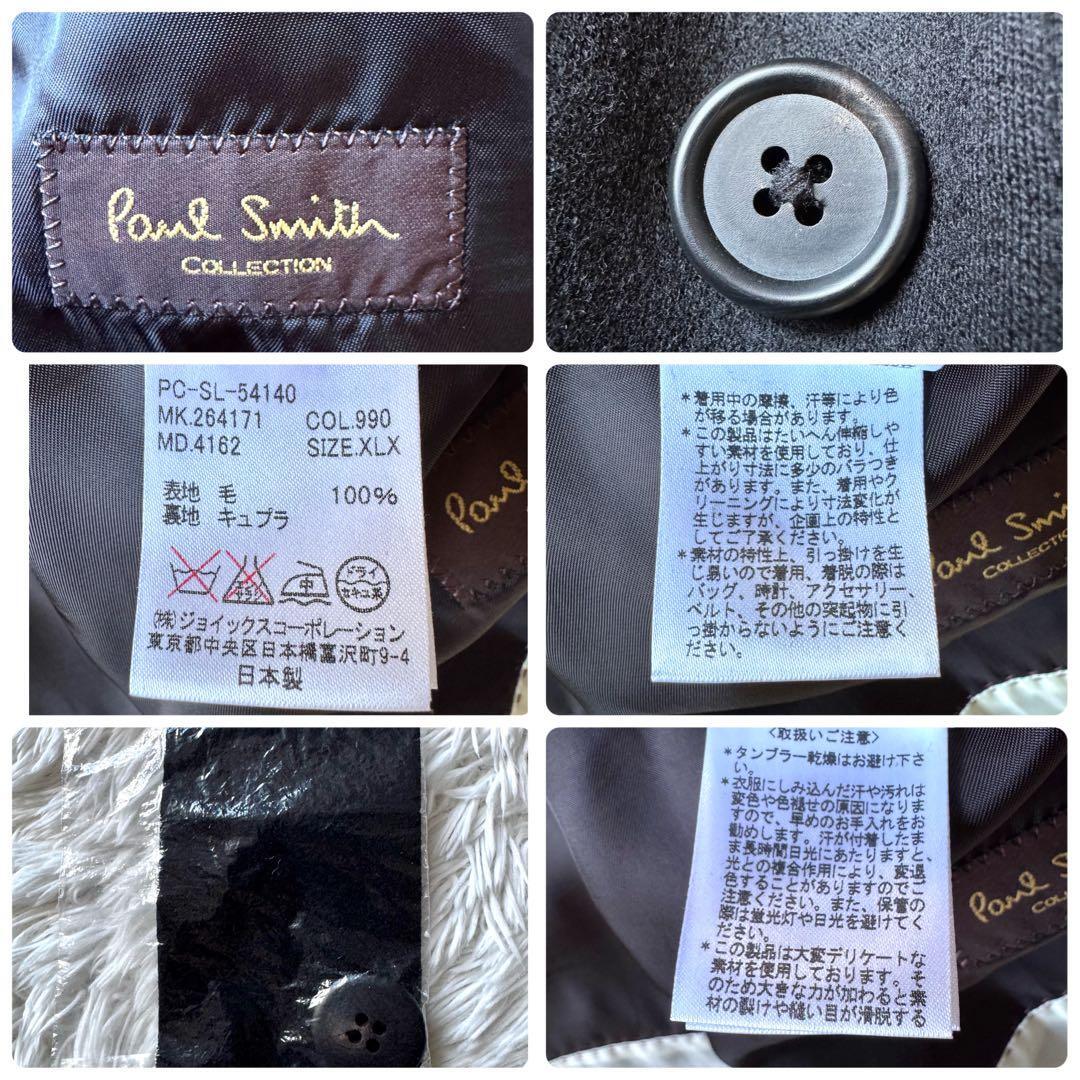 Paul Smith
COLLECTION
PC-SL-54140
MK.264171 COL.990
MD.4162 SIZE.XLX
表地 毛 100%
裏地 キュプラ
中
ドライ
セキユ系
(株)ジョイックスコーポレーション
東京都中央区日本橋富沢町9-4
日本製
Paul
*着用中の摩擦、汗等により色
が移る場合があります。
*この製品はたいへん伸縮しや
すい素材を使用しており、仕
上がり寸法に多少のバラつき
があります。また、着用やク
リーニングにより寸法変化が
生じますが、企画上の特性と
してご了承ください。
*素材の特性上、引っ掛けを生
じ易いので着用、着脱の際は
バッグ、時計、アクセサリー、
ベルト、その他の突起物に引
っ掛からないようにご注意く
ださい。
Paul Smi
COLLECTIO
<取扱いご注意>
*タンブラー乾燥はお避け下さ
い。
*衣服にしみ込んだ汗や汚れは
変色や色褪せの原因になりま
すので、早めのお手入れをお
勧めします。汗が付着したま
ま長時間日光にあたりますと、
光との複合作用により、変退
色することがありますのでご
注意ください。また、保管の
際は蛍光灯や日光を避けてく
ださい。
*この製品は大変デリケートな
素材を使用しております。そ
のため大きな力が加わると素
材の裂けや縫い目が滑脱する
Paul S
COLL